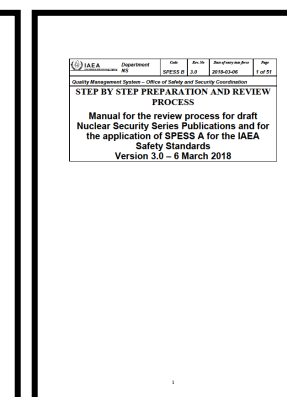 IAEA Department Code Rev. No Date of entry into force Page
NS SPESS B 3.0 2018-03-06 1 of 51
Quality Management System – Office of Safety and Security Coordination
STEP BY STEP PREPARATION AND REVIEW
PROCESS
Manual for the review process for draft
Nuclear Security Series Publications and for
the application of SPESS A for the IAEA
Safety Standards
Version 3.0 – 6 March 2018
1